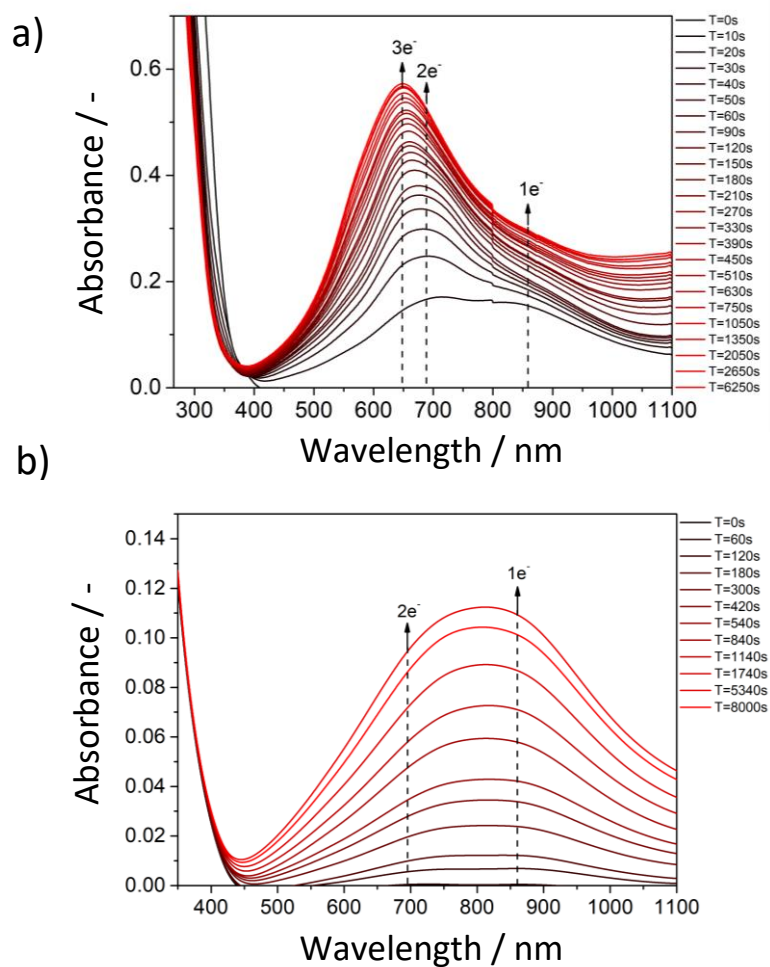 a)
Absorbance / -
0.6
0.4
0.2
0.0
3e-
2e-
1e-
300 400 500 600 700 800 900 1000 1100
Wavelength / nm
T=0s
T=10s
T=20s
T=30s
T=40s
T=50s
T=60s
T=90s
T=120s
T=150s
T=180s
T=210s
T=270s
T=330s
T=390s
T=450s
T=510s
T=630s
T=750s
T=1050s
T=1350s
T=2050s
T=2650s
T=6250s
b)
Absorbance / -
0.14
0.12
0.10
0.08
0.06
0.04
0.02
0.00
2e-
1e-
400 500 600 700 800 900 1000 1100
Wavelength / nm
T=0s
T=60s
T=120s
T=180s
T=300s
T=420s
T=540s
T=840s
T=1140s
T=1740s
T=5340s
T=8000s